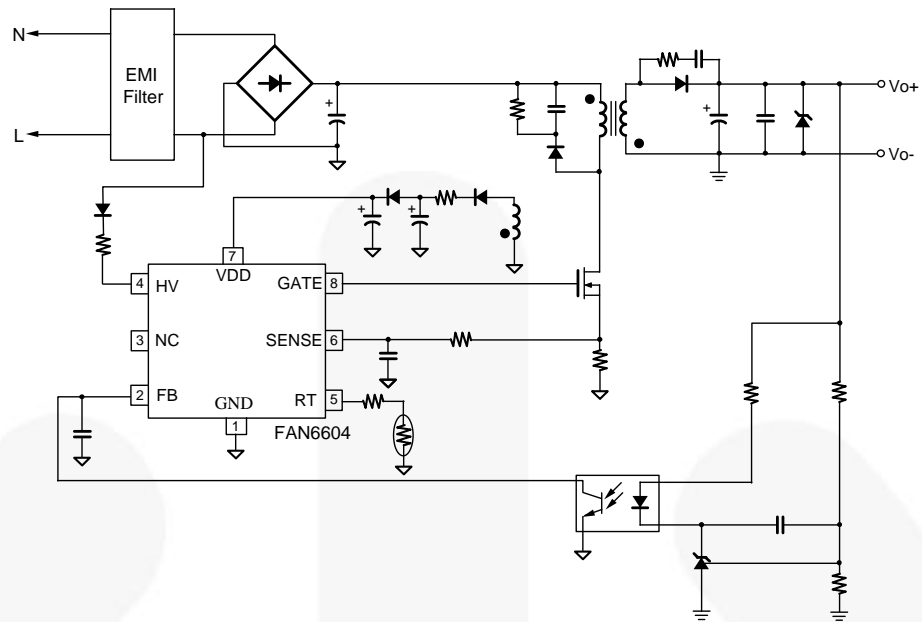 N
EMI
Filter
L
+
+
Vo+
Vo-
+
+
7
VDD
4
HV
GATE
8
3
NC
SENSE
6
2
FB
GND
RT
5
1
FAN6604